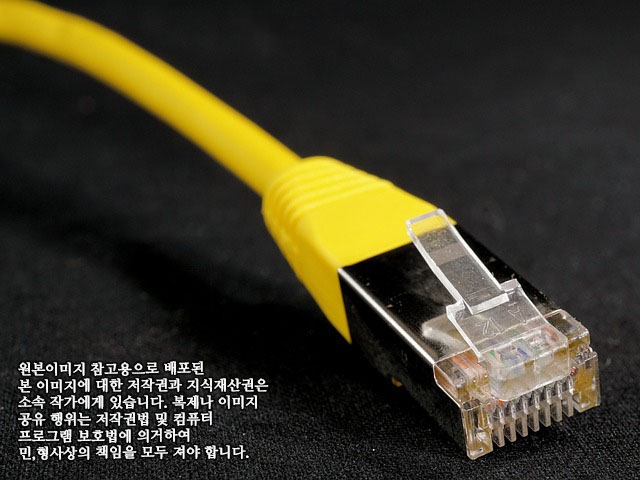 원본이미지 참고용으로 배포된
본 이미지에 대한 저작권과 지식재산권은
소속 작가에게 있습니다. 복제나 이미지
공유 행위는 저작권법 및 컴퓨터
프로그램 보호법에 의거하여
민,형사상의 책임을 모두 져야 합니다.